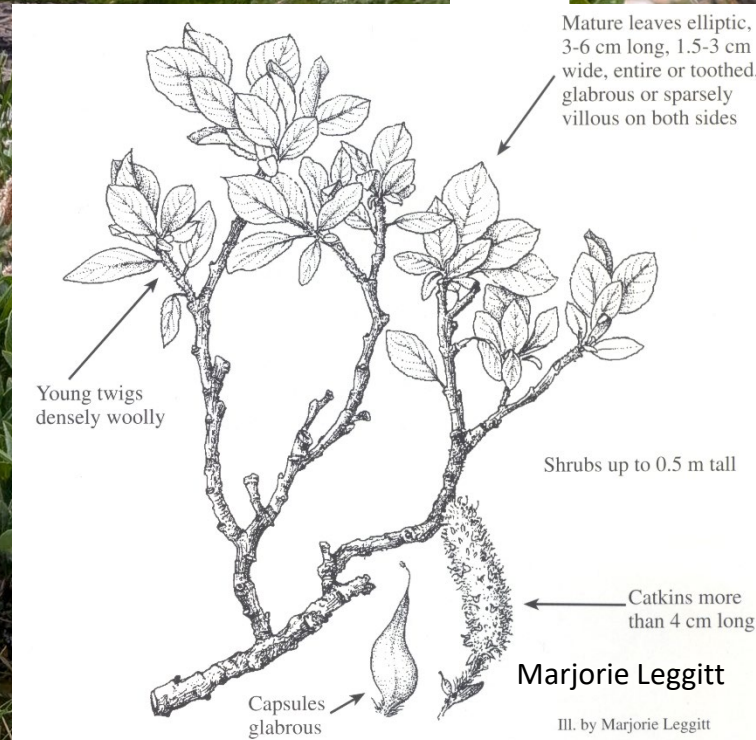 Mature leaves elliptic,
3-6 cm long, 1.5-3 cm
wide, entire or toothed,
glabrous or sparsely
villous on both sides
Young twigs
densely woolly
Shrubs up to 0.5 m tall
Catkins more
than 4 cm long
Marjorie Leggitt
Capsules
glabrous
Ill. by Marjorie Leggitt